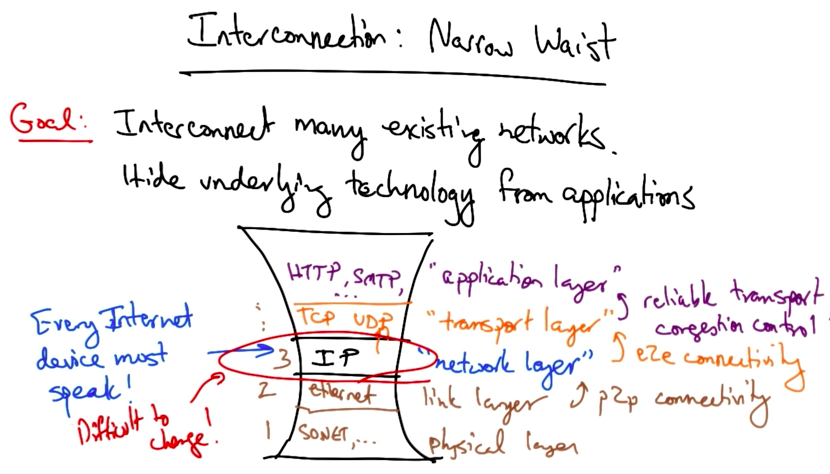 Interconnection: Narrow Waist
Goal: Interconnect many existing networks.
Hide underlying technology from applications
HTTP, SMTP, ... "application layer"
reliable transport
congestion control
TCP UDP "transport layer"
Every Internet
device must
speak!
3 IP "network layer"
e2e connectivity
2 ethernet link layer
p2p connectivity
Difficult to
change!
1 SONET,... physical layer